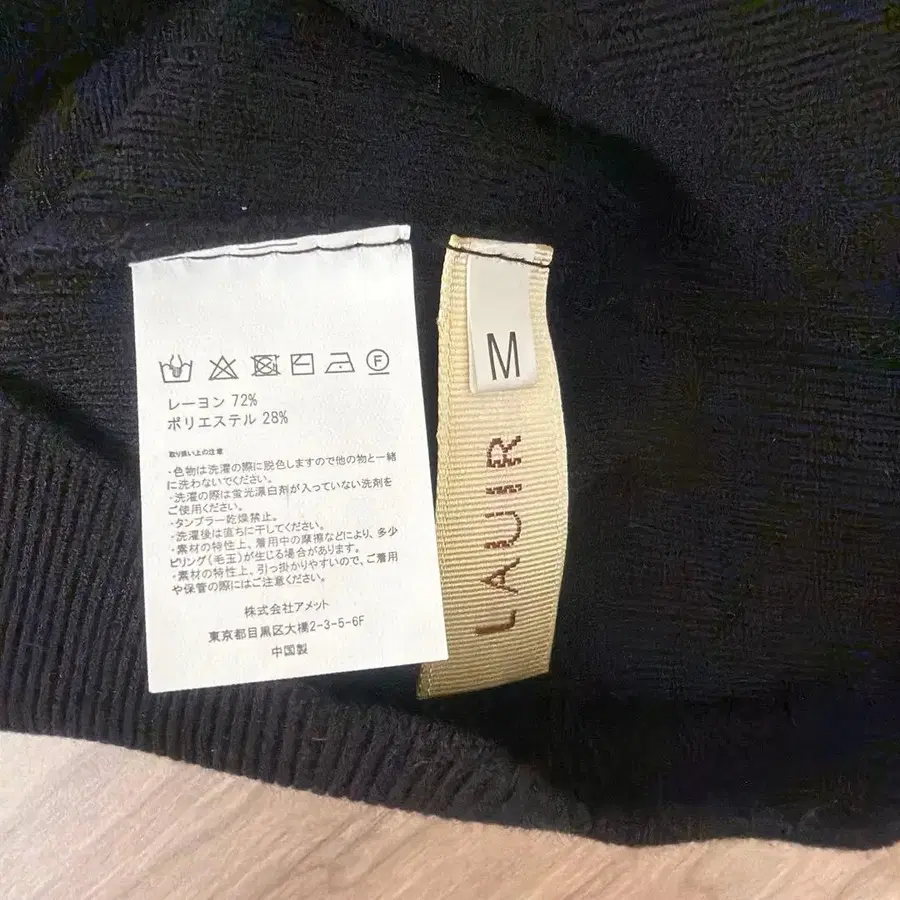 F
レーヨン 72%
ポリエステル 28%
取り扱い上の注意
・色物は洗濯の際に脱色しますので他の物と一緒
に洗わないでください。
・洗濯の際は蛍光漂白剤が入っていない洗剤を
ご使用ください。
・タンブラー乾燥禁止。
・洗濯後は直ちに干してください。
・素材の特性上、着用中の摩擦などにより、多少
ピリング(毛玉)が生じる場合があります。
・素材の特性上、引っ掛かりやすいので、ご着用
や保管の際にはご注意ください。
株式会社アメット
東京都目黒区大橋2-3-5-6F
中国製
M
LAUIR